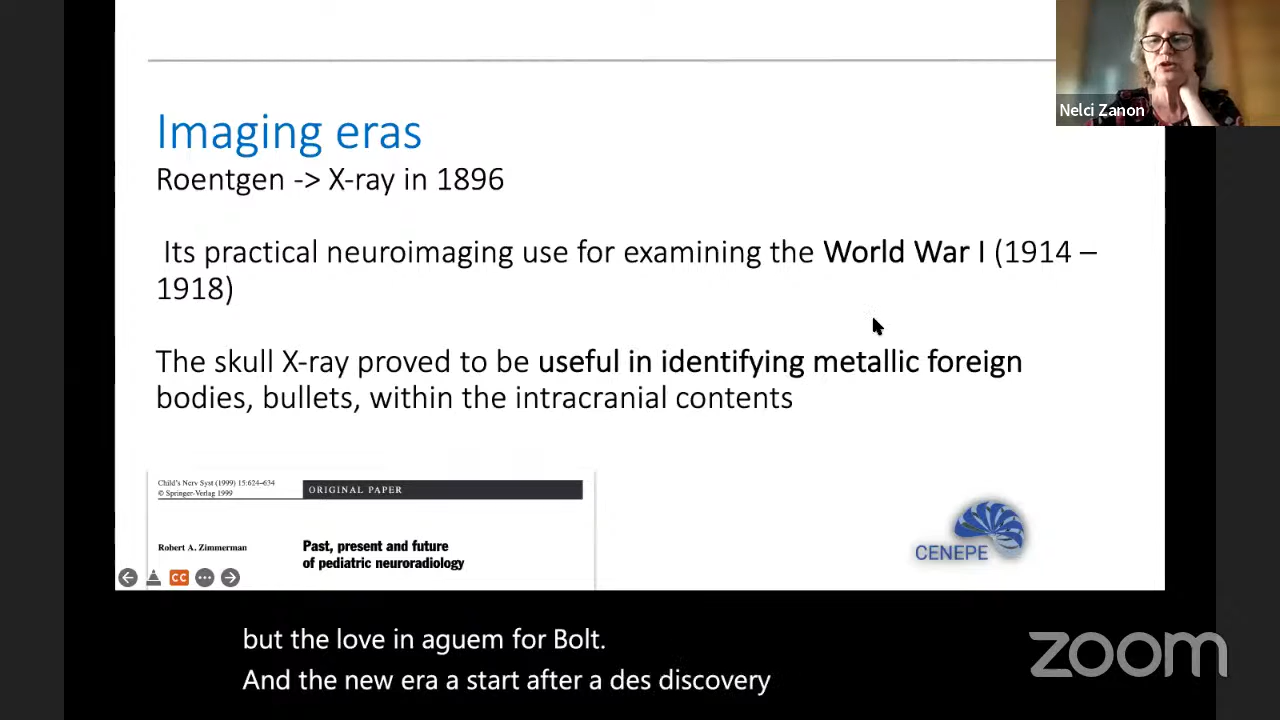 Nelci Zanon
Imaging eras
Roentgen -> X-ray in 1896
Its practical neuroimaging use for examining the World War I (1914 –
1918)
The skull X-ray proved to be useful in identifying metallic foreign
bodies, bullets, within the intracranial contents
Child's Nerv Syst (1999) 15:624–634
© Springer-Verlag 1999
ORIGINAL PAPER
Robert A. Zimmerman
Past, present and future
of pediatric neuroradiology
CENEPE
CC
but the love in aguem for Bolt.
And the new era a start after a des discovery
zoom